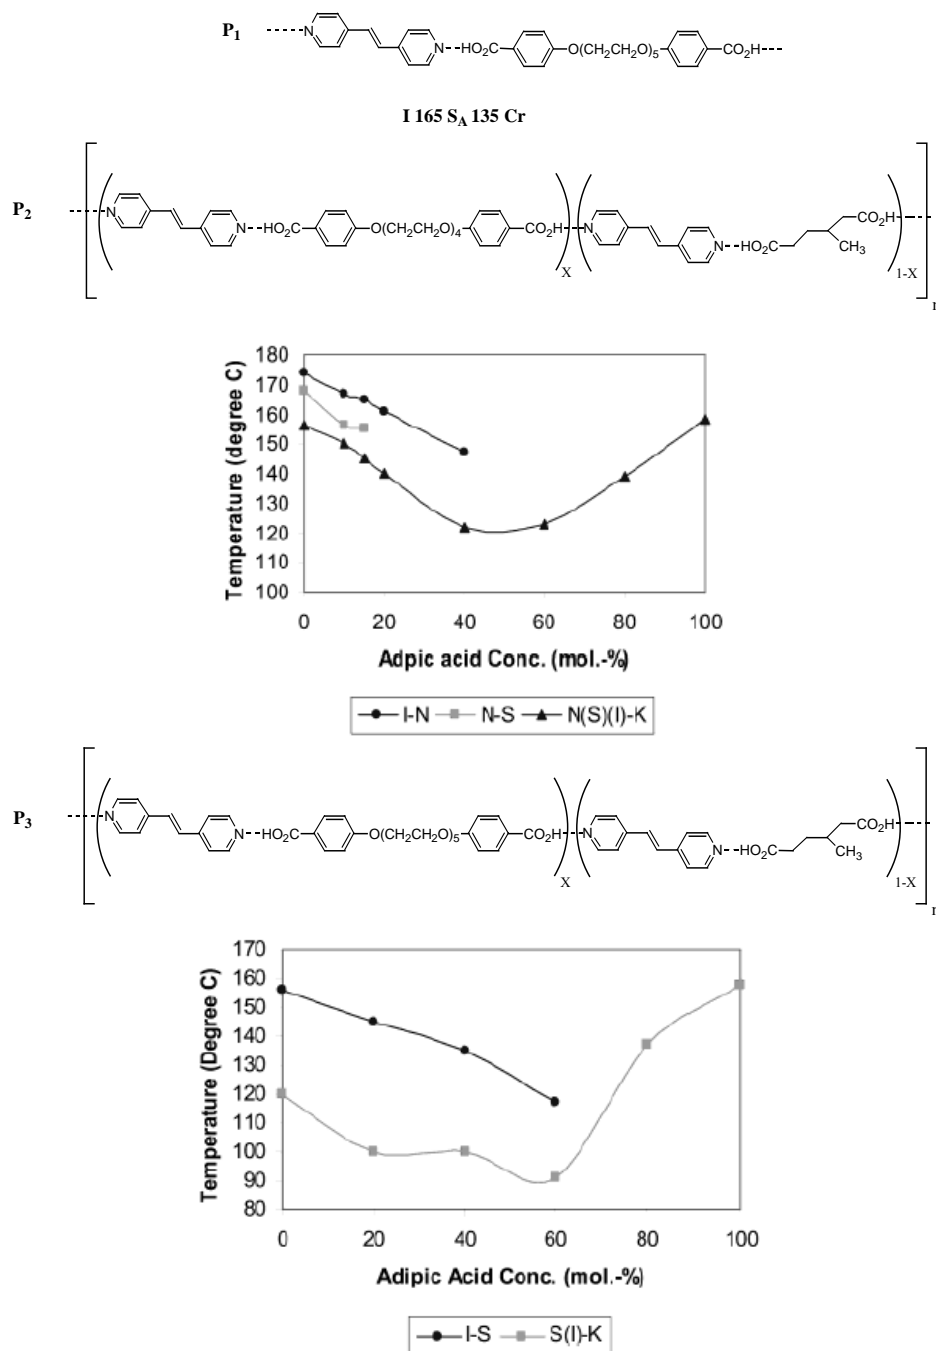 P1
N N HO2C O(CH2CH2O)5 CO2H
I 165 SA 135 Cr
P2
N N HO2C O(CH2CH2O)4 CO2H X N N HO2C CH3 CO2H 1-X n
180
170
160
150
140
130
120
110
100
Temperature (degree C)
0 20 40 60 80 100
Adpic acid Conc. (mol.-%)
I-N N-S N(S)(I)-K
P3
N N HO2C O(CH2CH2O)5 CO2H X N N HO2C CH3 CO2H 1-X n
170
160
150
140
130
120
110
100
90
80
Temperature (Degree C)
0 20 40 60 80 100
Adipic Acid Conc. (mol.-%)
I-S S(I)-K